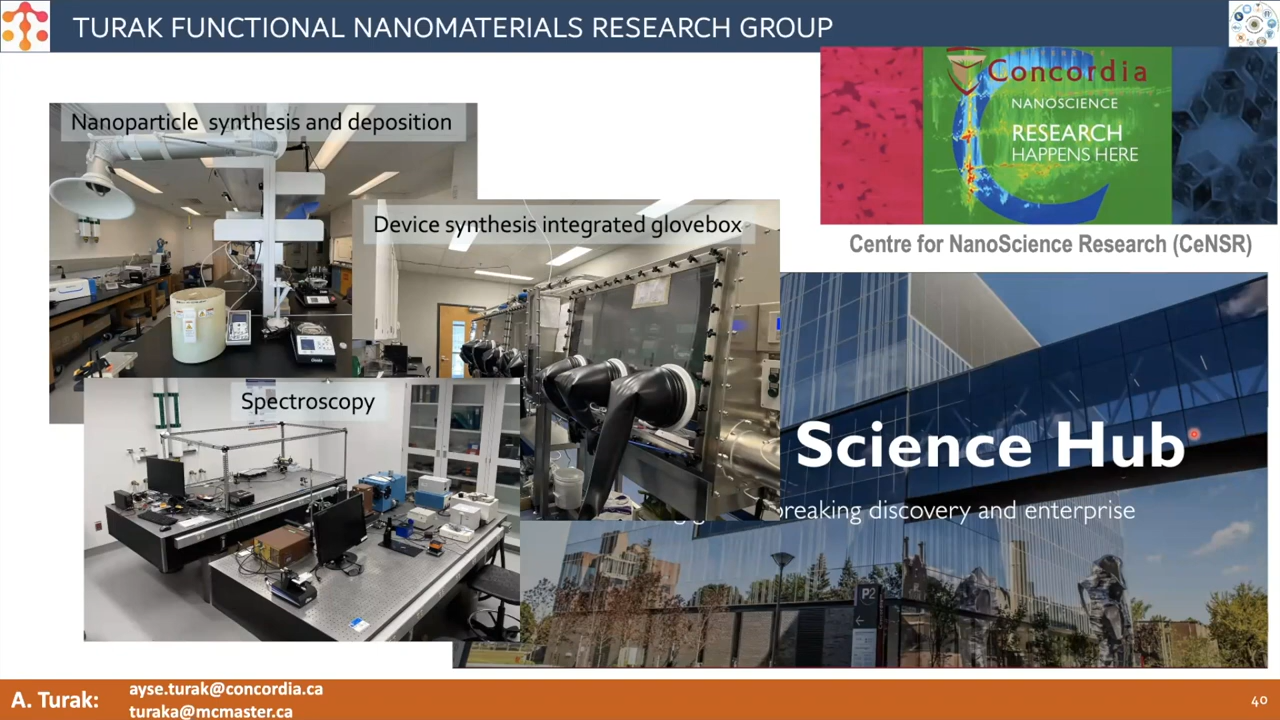 TURAK FUNCTIONAL NANOMATERIALS RESEARCH GROUP
Nanoparticle synthesis and deposition
Device synthesis integrated glovebox
Spectroscopy
Concordia
NANOSCIENCE
RESEARCH
HAPPENS HERE
Centre for NanoScience Research (CeNSR)
Science Hub
breaking discovery and enterprise
P2
A. Turak:
ayse.turak@concordia.ca
turaka@mcmaster.ca
40